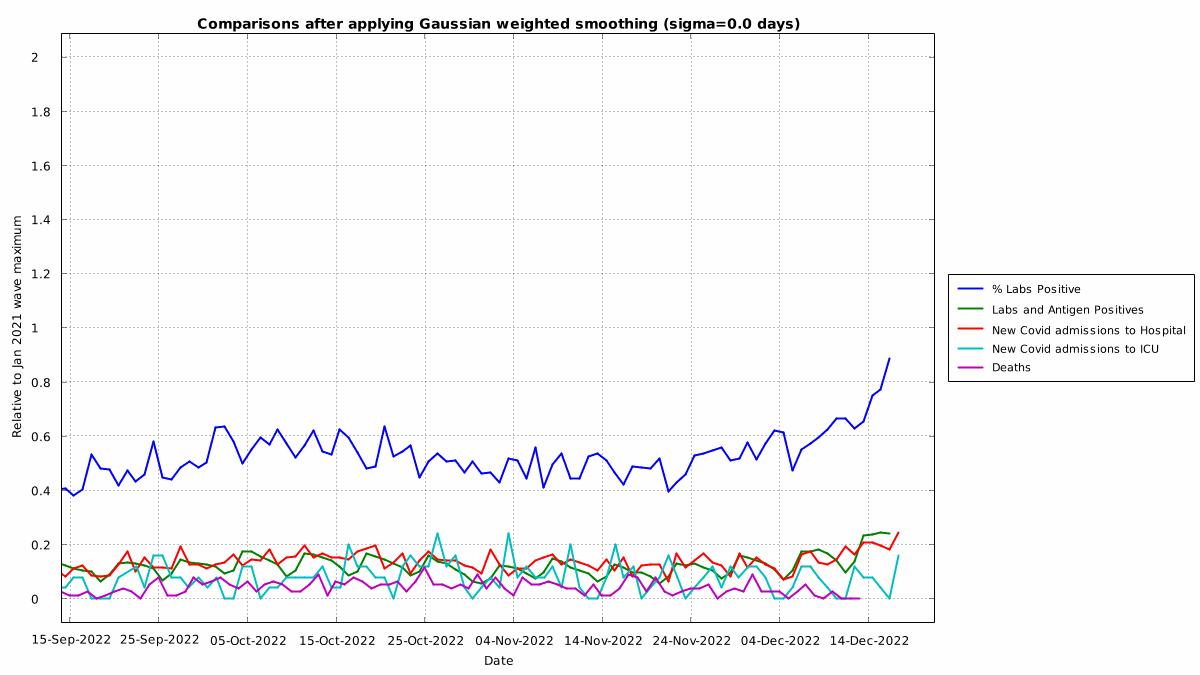 Comparisons after applying Gaussian weighted smoothing (sigma=0.0 days)
2
1.8
1.6
1.4
1.2
1
0.8
0.6
0.4
0.2
0
Relative to Jan 2021 wave maximum
15-Sep-2022 25-Sep-2022 05-Oct-2022 15-Oct-2022 25-Oct-2022 04-Nov-2022 14-Nov-2022 24-Nov-2022 04-Dec-2022 14-Dec-2022
Date
% Labs Positive
Labs and Antigen Positives
New Covid admissions to Hospital
New Covid admissions to ICU
Deaths